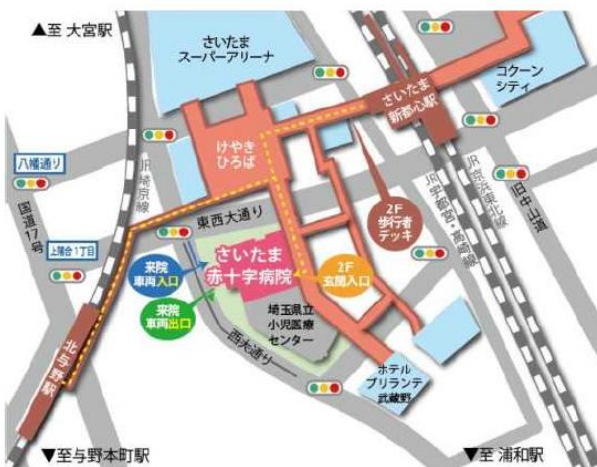 ▲至 大宮駅
さいたま
スーパーアリーナ
コクーン
シティ
さいたま
新都心駅
けやき
ひろば
八幡通り
国道17号
JR埼京線
上落合1丁目
東西大通り
2F
歩行者
デッキ
JR宇都宮・高崎線
JR京浜東北線
旧中山道
来院
車両入口
さいたま
赤十字病院
2F
玄関入口
来院
車両出口
埼玉県立
小児医療
センター
西大通り
北与野駅
ホテル
ブリランテ
武蔵野
▼至与野本町駅
▼至 浦和駅